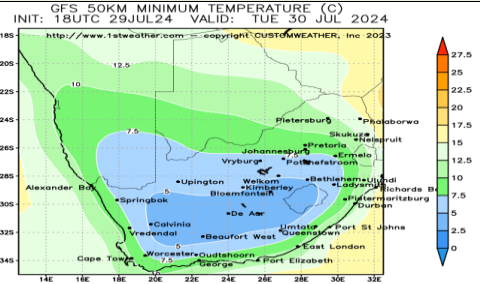 GFS 50KM MINIMUM TEMPERATURE (C)
INIT: 18UTC 29JUL24 VALID: TUE 30 JUL 2024
http://www.1stweather.com — copyright CUSTOMWEATHER, Inc 2023
18S
20S
22S
24S
26S
28S
30S
32S
34S
12.5
10
7.5
5
5
7.5
7.5
Pietersburg
Phalaborwa
Skukuza
Nelspruit
Pretoria
Johannesburg
Ermelo
Vryburg
Potchefstroom
Alexander Bay
Upington
Welkom
Kimberley
Bethlehem
Ulundi
Ladysmith
Richards B
Bloemfontein
Springbok
Pietermaritzburg
Durban
De Aar
Calvinia
Vredendal
Umtata
Port St Johns
Queenstown
Beaufort West
East London
Cape Town
Worcester
Oudtshoorn
George
Port Elizabeth
14E 16E 18E 20E 22E 24E 26E 28E 30E 32E
27.5
25
22.5
20
17.5
15
12.5
10
7.5
5
2.5
0